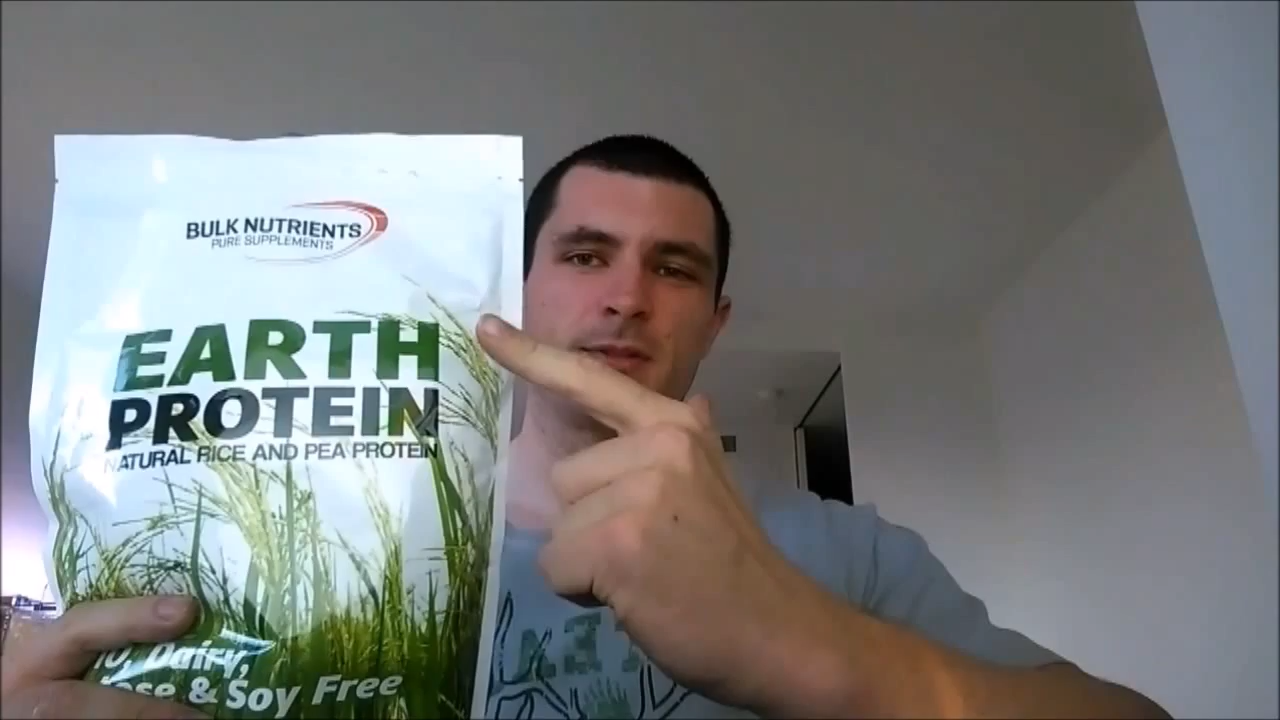 BULK NUTRIENTS
PURE SUPPLEMENTS
EARTH
PROTEIN
NATURAL RICE AND PEA PROTEIN
Dairy,
& Soy Free